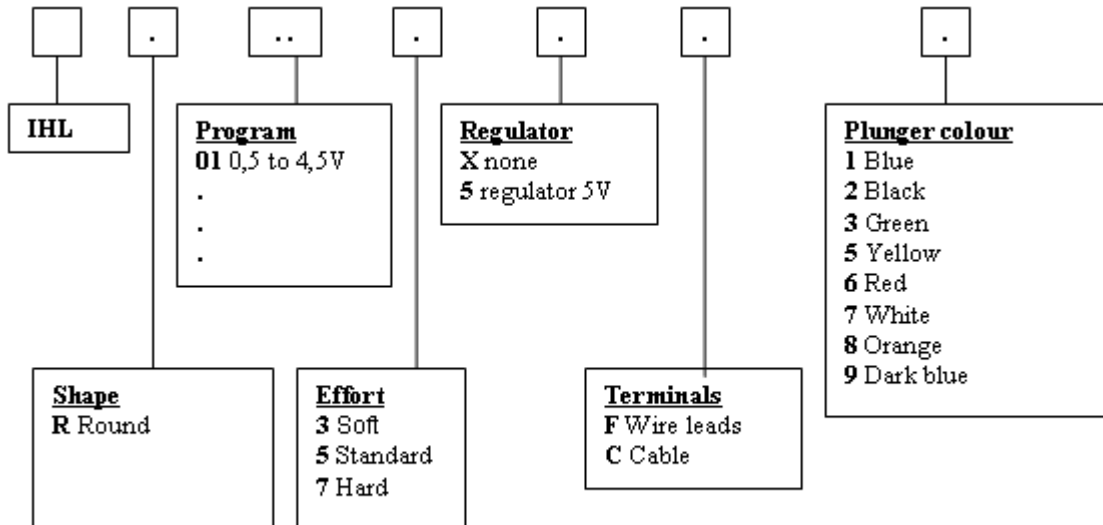 . .. . . . .
IHL
Program
01 0,5 to 4,5V
.
.
.
Regulator
X none
5 regulator 5V
Plunger colour
1 Blue
2 Black
3 Green
5 Yellow
6 Red
7 White
8 Orange
9 Dark blue
Shape
R Round
Effort
3 Soft
5 Standard
7 Hard
Terminals
F Wire leads
C Cable